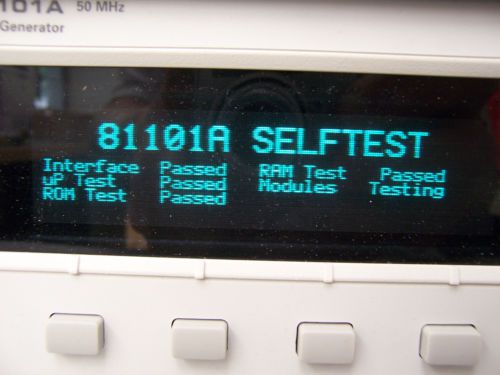 101A 50 MHz
Generator
81101A SELFTEST
Interface Passed RAM Test Passed
uP Test Passed Modules Testing
ROM Test Passed